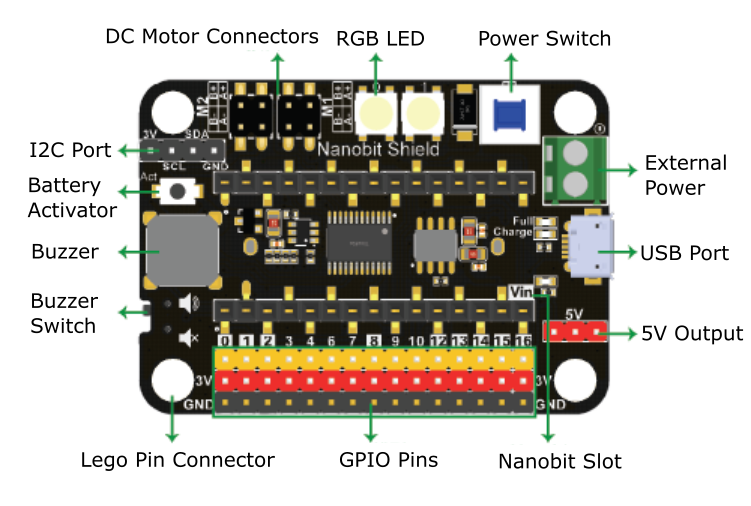 DC Motor Connectors
RGB LED
Power Switch
M2
B+ A+
B- A-
M1
B+ A+
B- A-
3V SDA
SCL GND
I2C Port
Nanobit Shield
External
Power
Act
Battery
Activator
Full
Charge
Buzzer
USB Port
Buzzer
Switch
Vin
5V
5V Output
0 1 2 3 4 6 7 8 9 10 12 13 14 15 16
3V 3V
GND GND
Lego Pin Connector
GPIO Pins
Nanobit Slot